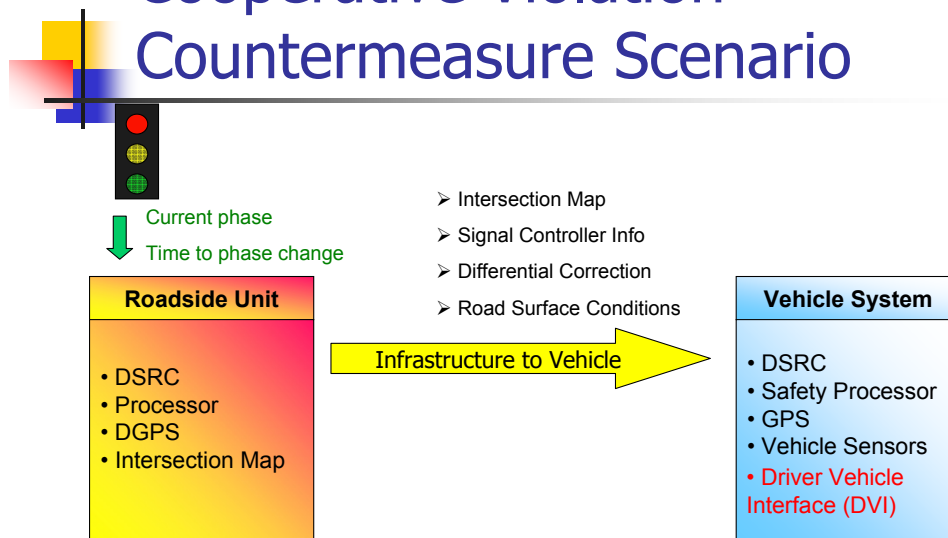 Cooperative Violation
Countermeasure Scenario
Current phase
Time to phase change
➢ Intersection Map
➢ Signal Controller Info
➢ Differential Correction
➢ Road Surface Conditions
Roadside Unit
• DSRC
• Processor
• DGPS
• Intersection Map
Infrastructure to Vehicle
Vehicle System
• DSRC
• Safety Processor
• GPS
• Vehicle Sensors
• Driver Vehicle
Interface (DVI)